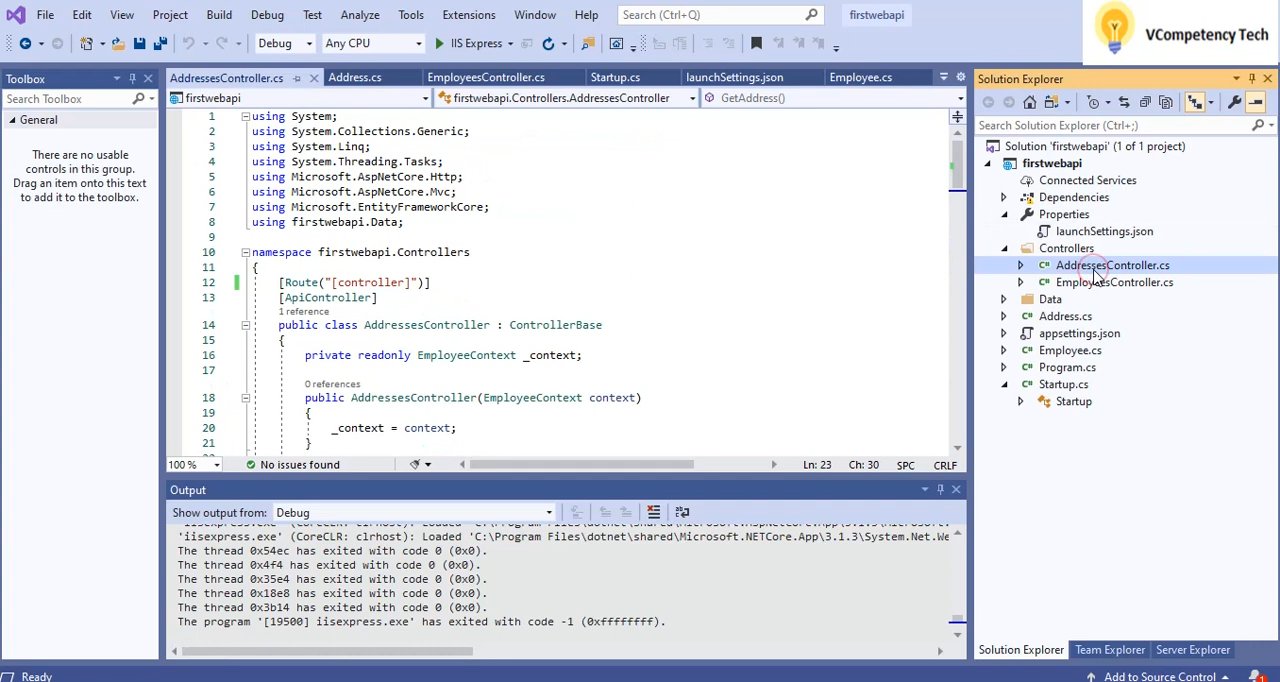 File Edit View Project Build Debug Test Analyze Tools Extensions Window Help Search (Ctrl+Q) firstwebapi
VCompetency Tech
Debug Any CPU IIS Express
Toolbox
Search Toolbox
General
There are no usable
controls in this group.
Drag an item onto this text
to add it to the toolbox.
AddressesController.cs Address.cs EmployeesController.cs Startup.cs launchSettings.json Employee.cs
firstwebapi firstwebapi.Controllers.AddressesController GetAddress()
1 using System;
2 using System.Collections.Generic;
3 using System.Linq;
4 using System.Threading.Tasks;
5 using Microsoft.AspNetCore.Http;
6 using Microsoft.AspNetCore.Mvc;
7 using Microsoft.EntityFrameworkCore;
8 using firstwebapi.Data;
9
10 namespace firstwebapi.Controllers
11 {
12 [Route("[controller]")]
13 [ApiController]
1 reference
14 public class AddressesController : ControllerBase
15 {
16 private readonly EmployeeContext _context;
17
0 references
18 public AddressesController(EmployeeContext context)
19 {
20 _context = context;
21 }
100 % No issues found Ln: 23 Ch: 30 SPC CRLF
Output
Show output from: Debug
'iisexpress.exe' (CoreCLR: clrhost): Loaded 'C:\Program Files\dotnet\shared\Microsoft.NETCore.App\3.1.3\System.Net.We
The thread 0x54ec has exited with code 0 (0x0).
The thread 0x4f4 has exited with code 0 (0x0).
The thread 0x35e4 has exited with code 0 (0x0).
The thread 0x18e8 has exited with code 0 (0x0).
The thread 0x3b14 has exited with code 0 (0x0).
The program '[19500] iisexpress.exe' has exited with code -1 (0xffffffff).
Solution Explorer
Search Solution Explorer (Ctrl+;)
Solution 'firstwebapi' (1 of 1 project)
firstwebapi
Connected Services
Dependencies
Properties
launchSettings.json
Controllers
AddressesController.cs
EmployeesController.cs
Data
Address.cs
appsettings.json
Employee.cs
Program.cs
Startup.cs
Startup
Solution Explorer Team Explorer Server Explorer
Ready Add to Source Control 1